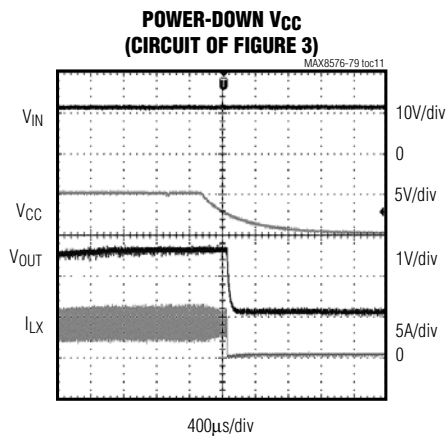 POWER-DOWN VCC
(CIRCUIT OF FIGURE 3)
MAX8576-79 toc11
VIN
10V/div
0
5V/div
VCC
VOUT
1V/div
ILX
5A/div
0
400μs/div